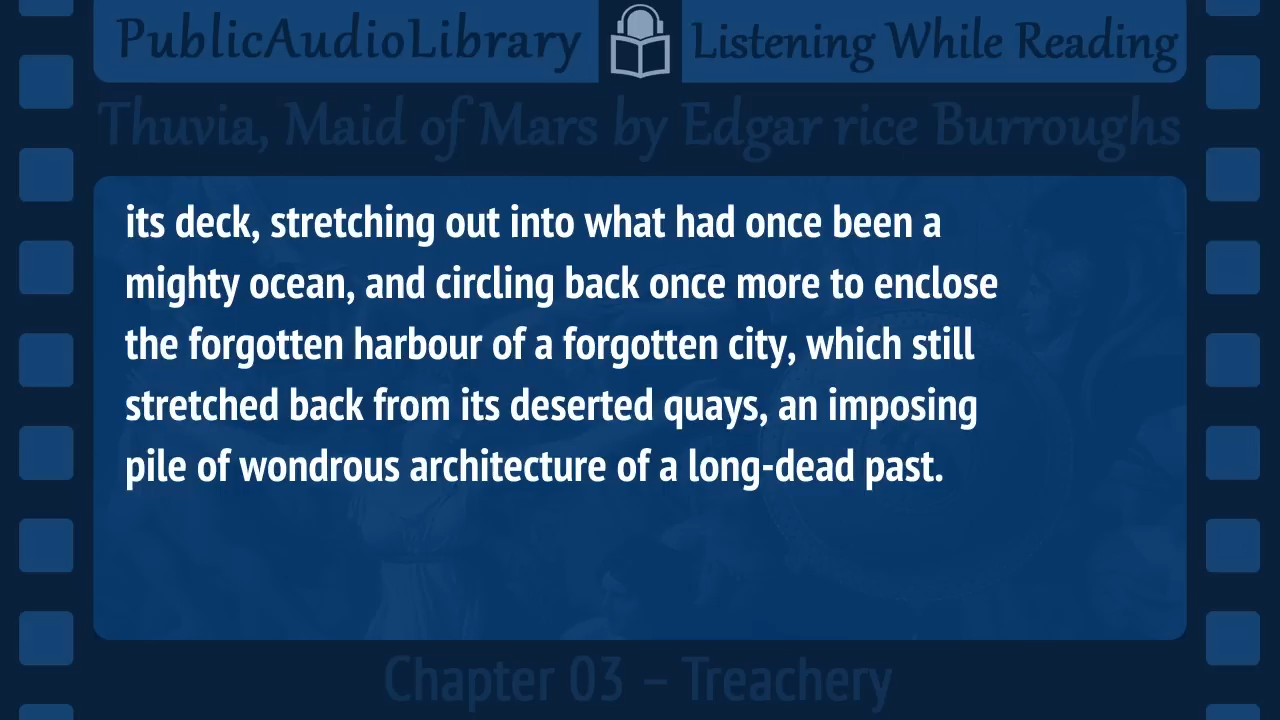 PublicAudioLibrary Listening While Reading
Thuvia, Maid of Mars by Edgar rice Burroughs
its deck, stretching out into what had once been a
mighty ocean, and circling back once more to enclose
the forgotten harbour of a forgotten city, which still
stretched back from its deserted quays, an imposing
pile of wondrous architecture of a long-dead past.
Chapter 03 – Treachery